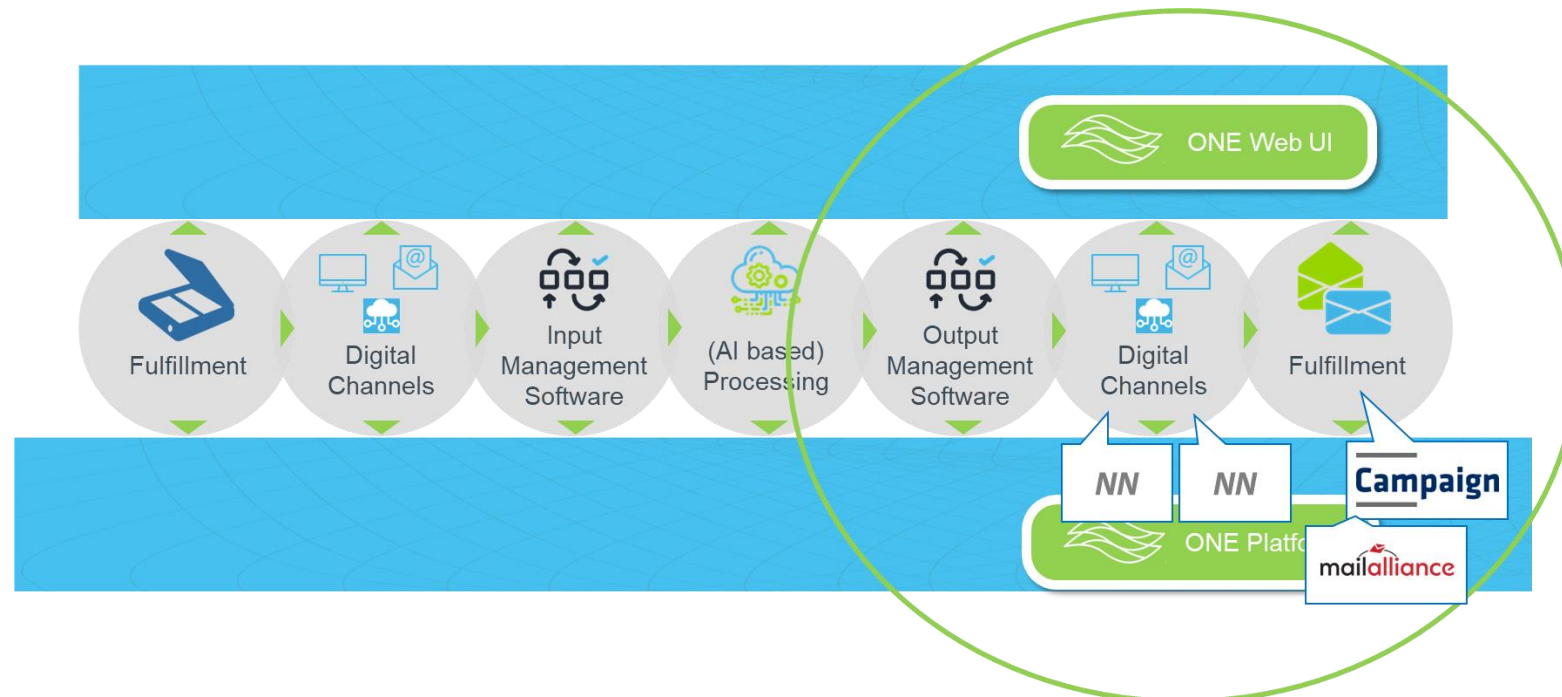 ONE Web UI
Fulfillment
Digital
Channels
Input
Management
Software
(AI based)
Processing
Output
Management
Software
Digital
Channels
Fulfillment
NN
NN
Campaign
ONE Platfo
mailalliance